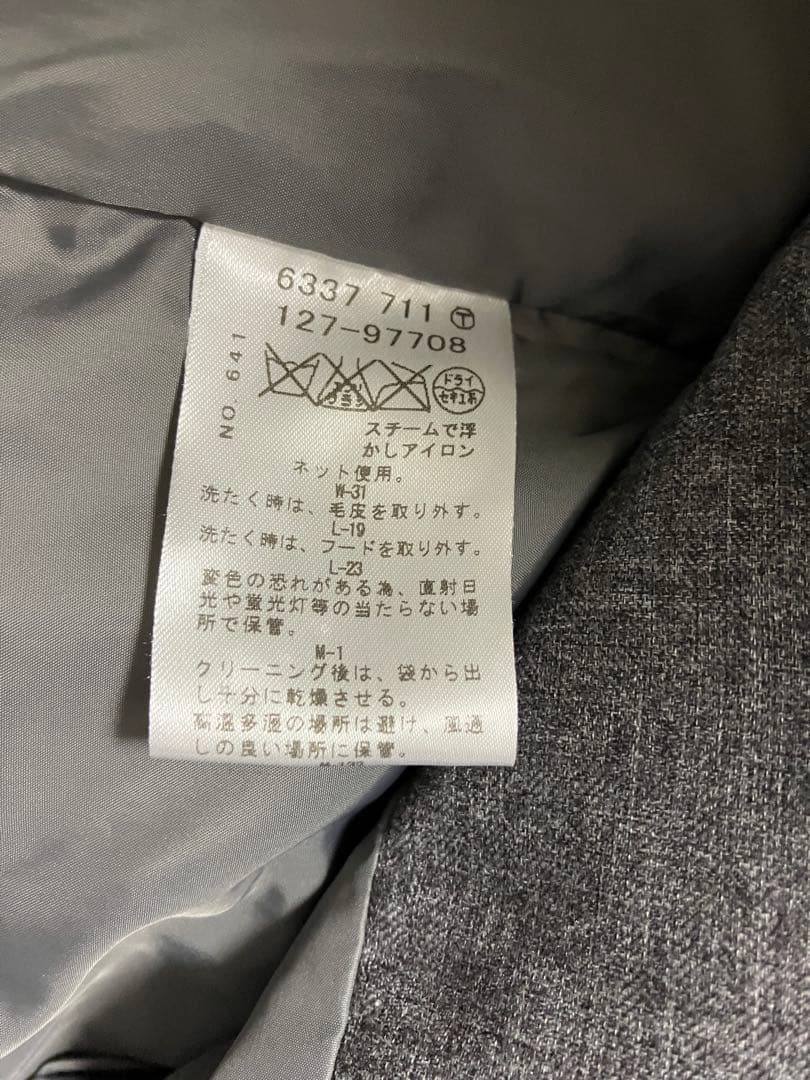 6337 711 Ⓣ
127-97708
NO. 641
エンソ
サラシ
ドライ
セキユ系
スチームで浮
かしアイロン
ネット使用。
W-31
洗たく時は、毛皮を取り外す。
L-19
洗たく時は、フードを取り外す。
L-23
変色の恐れがある為、直射日
光や蛍光灯等の当たらない場
所で保管。
M-1
クリーニング後は、袋から出
し十分に乾燥させる。
高温多湿の場所は避け、風通
しの良い場所に保管。